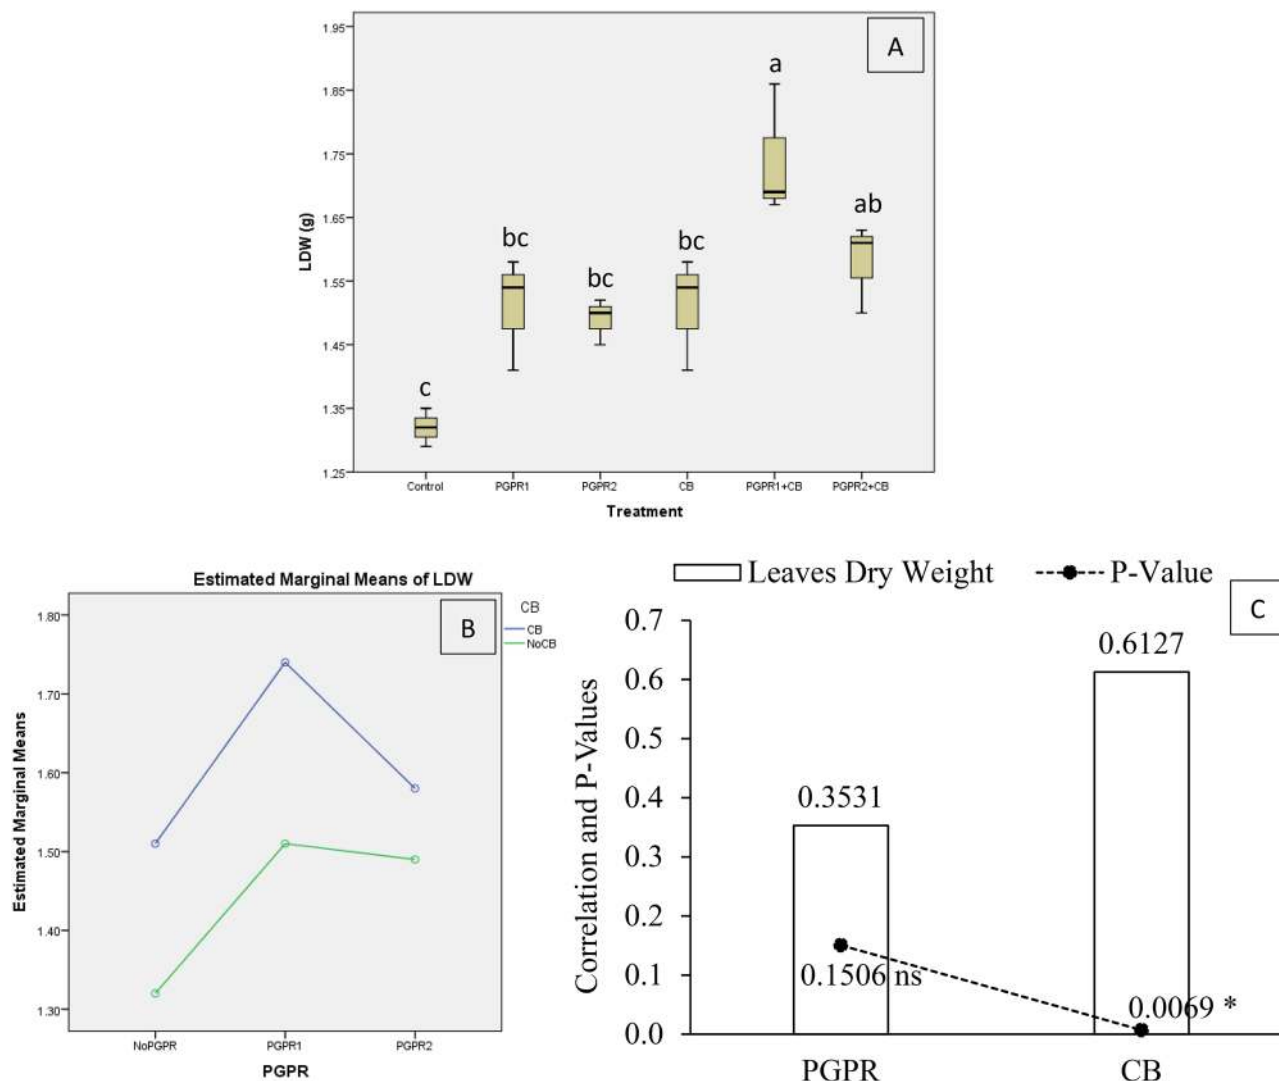 A
1.95
a
1.85
1.75
ab
LDW (g)
1.65
bc
bc
bc
1.55
1.45
c
1.35
1.25
Control PGPR1 PGPR2 CB PGPR1+CB PGPR2+CB
Treatment
Estimated Marginal Means of LDW
B
CB
CB
NoCB
1.80
1.70
Estimated Marginal Means
1.60
1.50
1.40
1.30
NoPGPR PGPR1 PGPR2
PGPR
Leaves Dry Weight P-Value
C
0.7
0.6127
0.6
0.5
Correlation and P-Values
0.4
0.3531
0.3
0.2
0.1506 ns
0.1
0.0069 *
0.0
PGPR CB